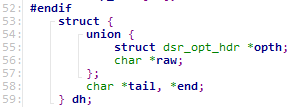 52: #endif
53: struct {
54: union {
55: struct dsr_opt_hdr *opth;
56: char *raw;
57: };
58: char *tail, *end;
59: } dh;